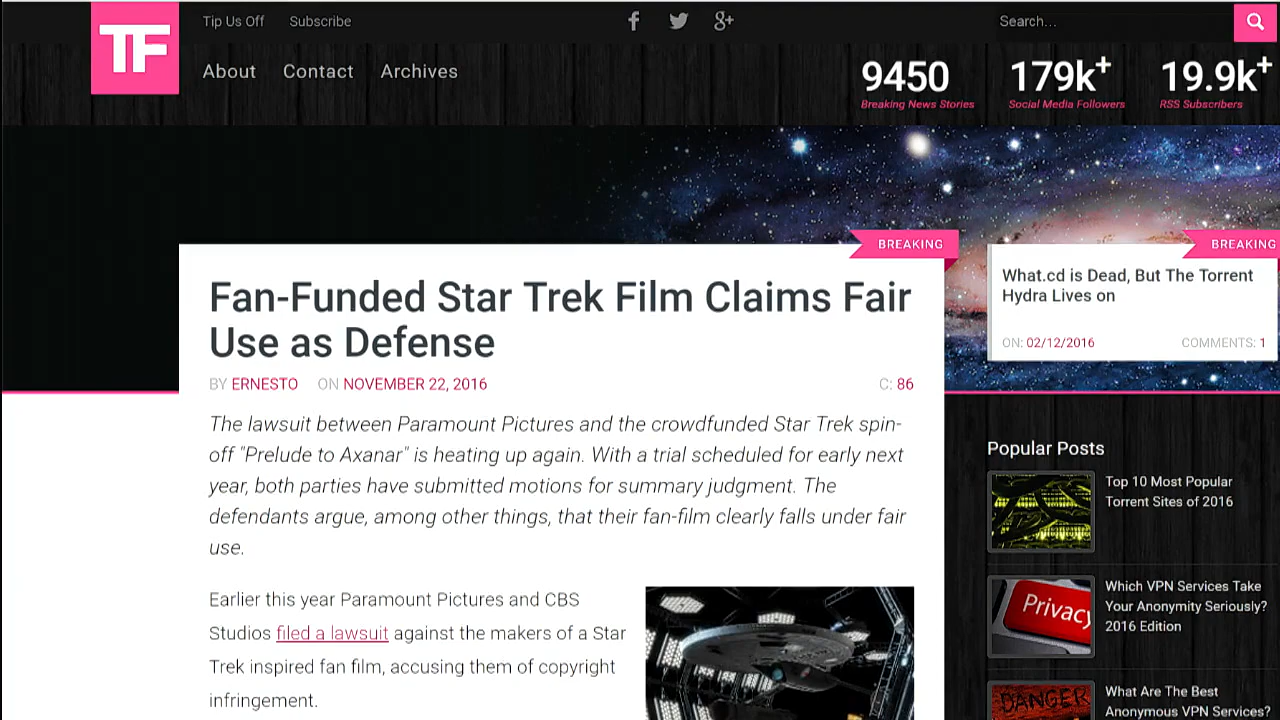 TF
Tip Us Off
Subscribe
Search...
About
Contact
Archives
9450
179k+
19.9k+
Breaking News Stories
Social Media Followers
RSS Subscribers
BREAKING
Fan-Funded Star Trek Film Claims Fair
Use as Defense
BY ERNESTO ON NOVEMBER 22, 2016
C: 86
The lawsuit between Paramount Pictures and the crowdfunded Star Trek spin-
off "Prelude to Axanar" is heating up again. With a trial scheduled for early next
year, both parties have submitted motions for summary judgment. The
defendants argue, among other things, that their fan-film clearly falls under fair
use.
Earlier this year Paramount Pictures and CBS
Studios filed a lawsuit against the makers of a Star
Trek inspired fan film, accusing them of copyright
infringement.
BREAKING
What.cd is Dead, But The Torrent
Hydra Lives on
ON: 02/12/2016
COMMENTS: 1
Popular Posts
Top 10 Most Popular
Torrent Sites of 2016
Privacy
Which VPN Services Take
Your Anonymity Seriously?
2016 Edition
DANGER
What Are The Best
Anonymous VPN Services?